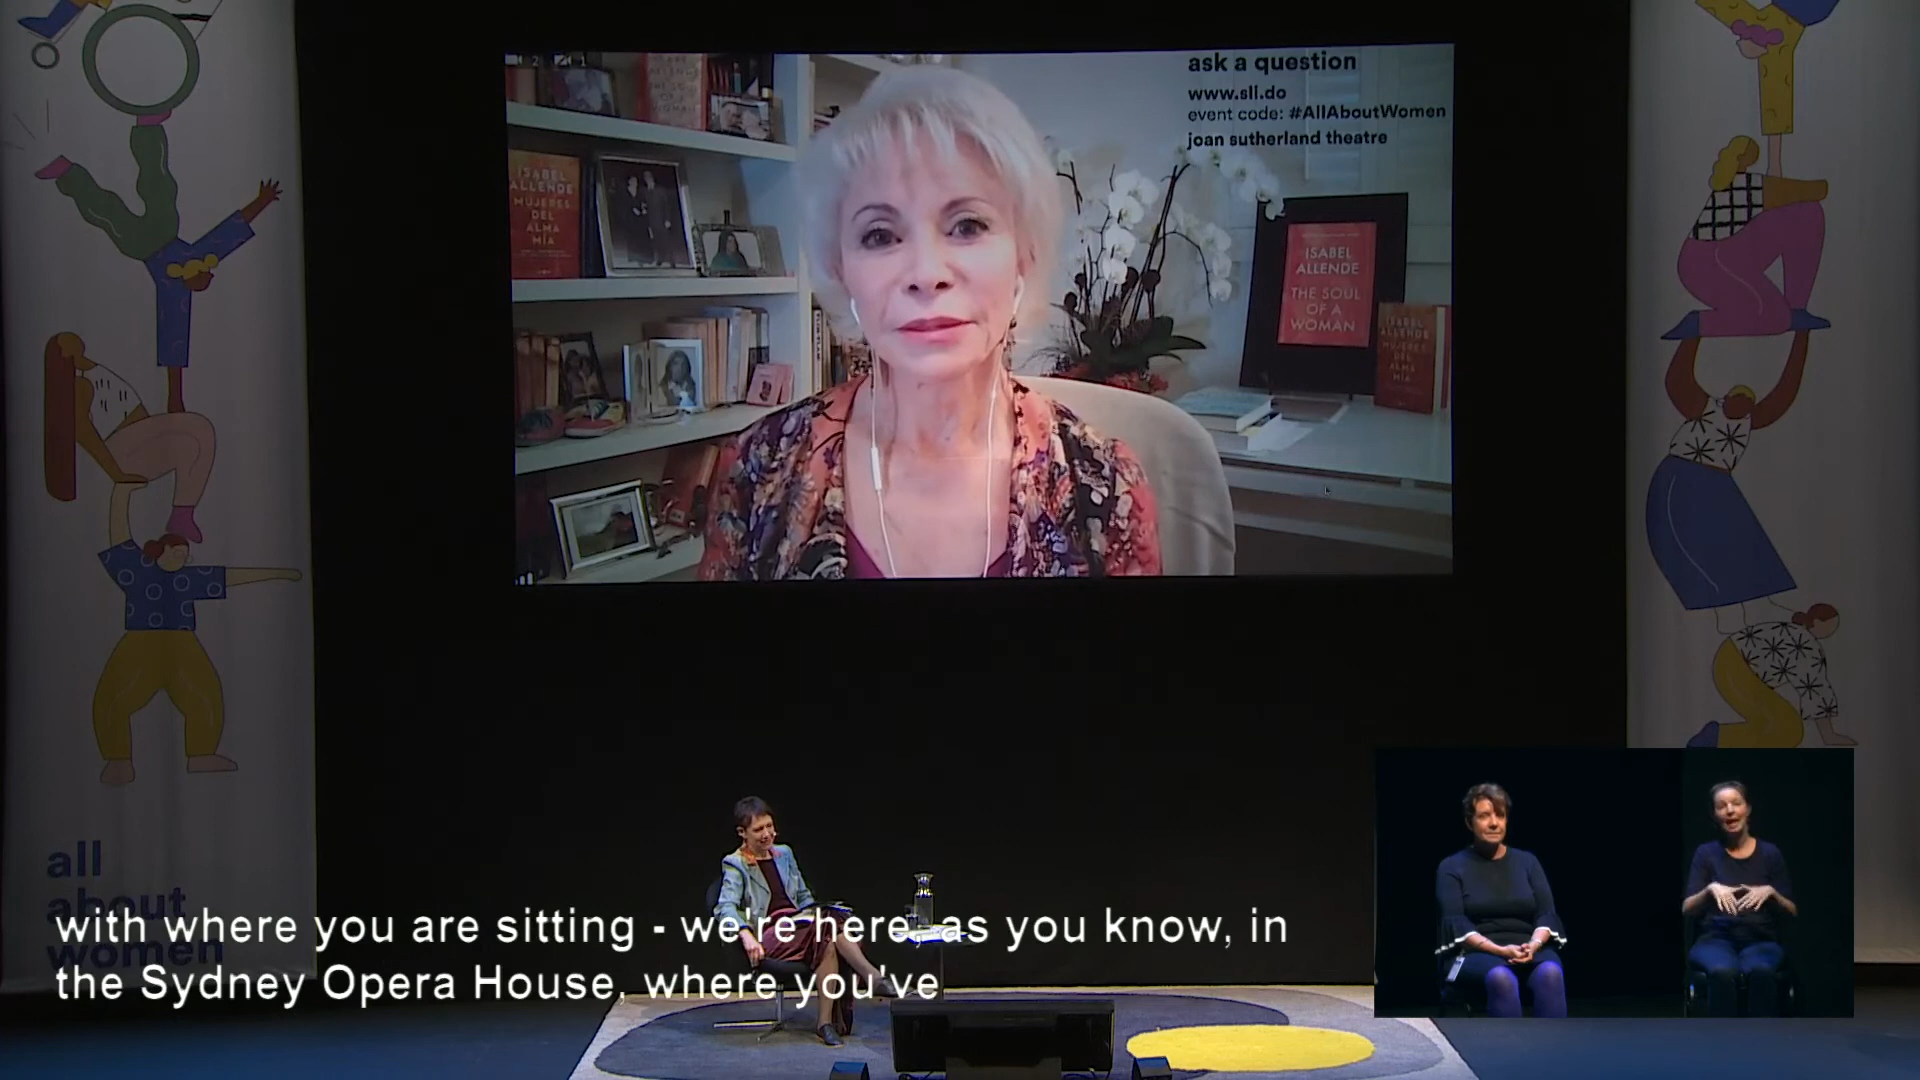 ask a question
www.sli.do
event code: #AllAboutWomen
joan sutherland theatre
ISABEL
ALLENDE
MUJERES
DEL
ALMA
MÍA
ISABEL
ALLENDE
THE SOUL
OF A
WOMAN
ISABEL
ALLENDE
MUJERES
DEL
ALMA
MÍA
all
about
women
with where you are sitting - we're here, as you know, in
the Sydney Opera House, where you've